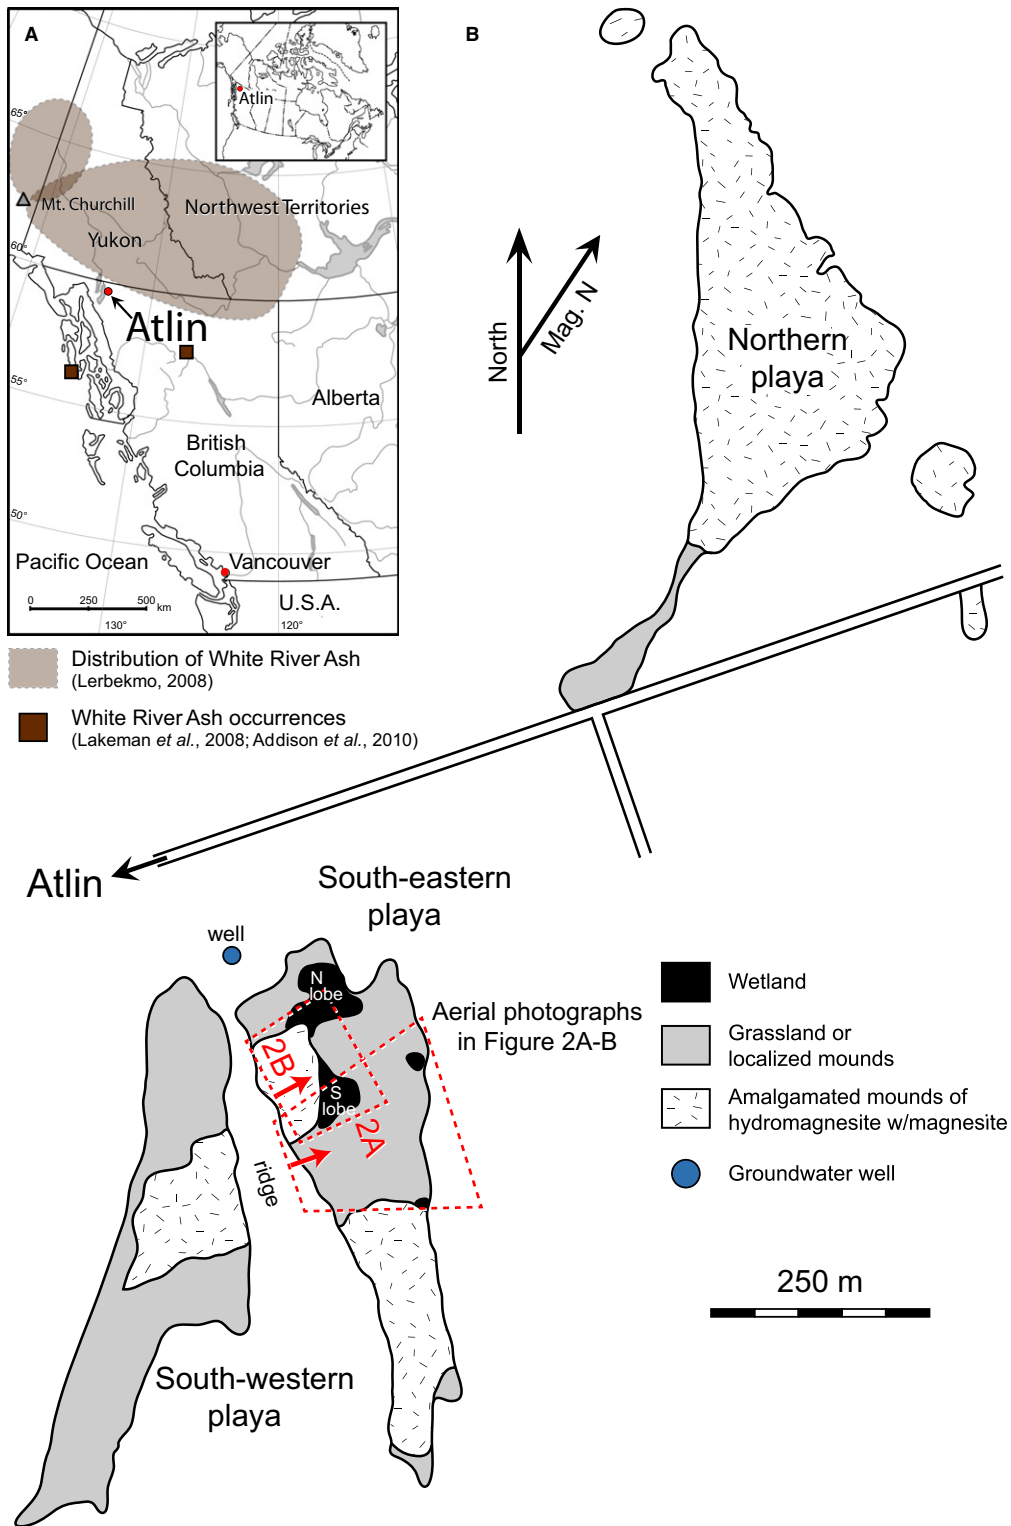 A
Atlin
65°
Mt. Churchill
Northwest Territories
Yukon
60°
Atlin
55°
Alberta
British
Columbia
50°
Pacific Ocean
Vancouver
0 250 500 km
U.S.A.
130° 120°
Distribution of White River Ash
(Lerbekmo, 2008)
White River Ash occurrences
(Lakeman et al., 2008; Addison et al., 2010)
B
North
Mag. N
Northern
playa
Atlin
South-eastern
playa
well
N
lobe
Aerial photographs
in Figure 2A-B
2B
S
lobe
2A
ridge
South-western
playa
Wetland
Grassland or
localized mounds
Amalgamated mounds of
hydromagnesite w/magnesite
Groundwater well
250 m